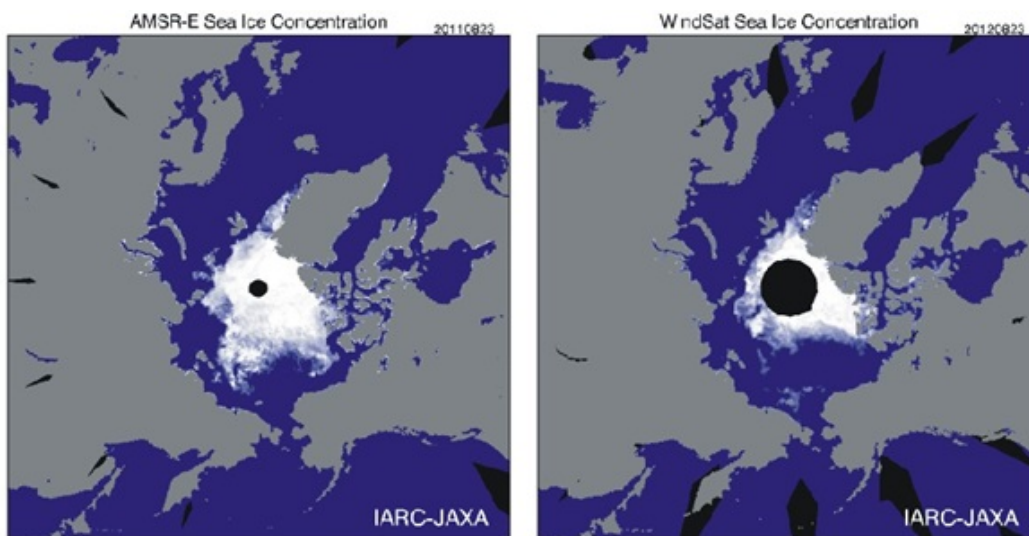 AMSR-E Sea Ice Concentration
20110823
IARC-JAXA
WindSat Sea Ice Concentration
20120823
IARC-JAXA